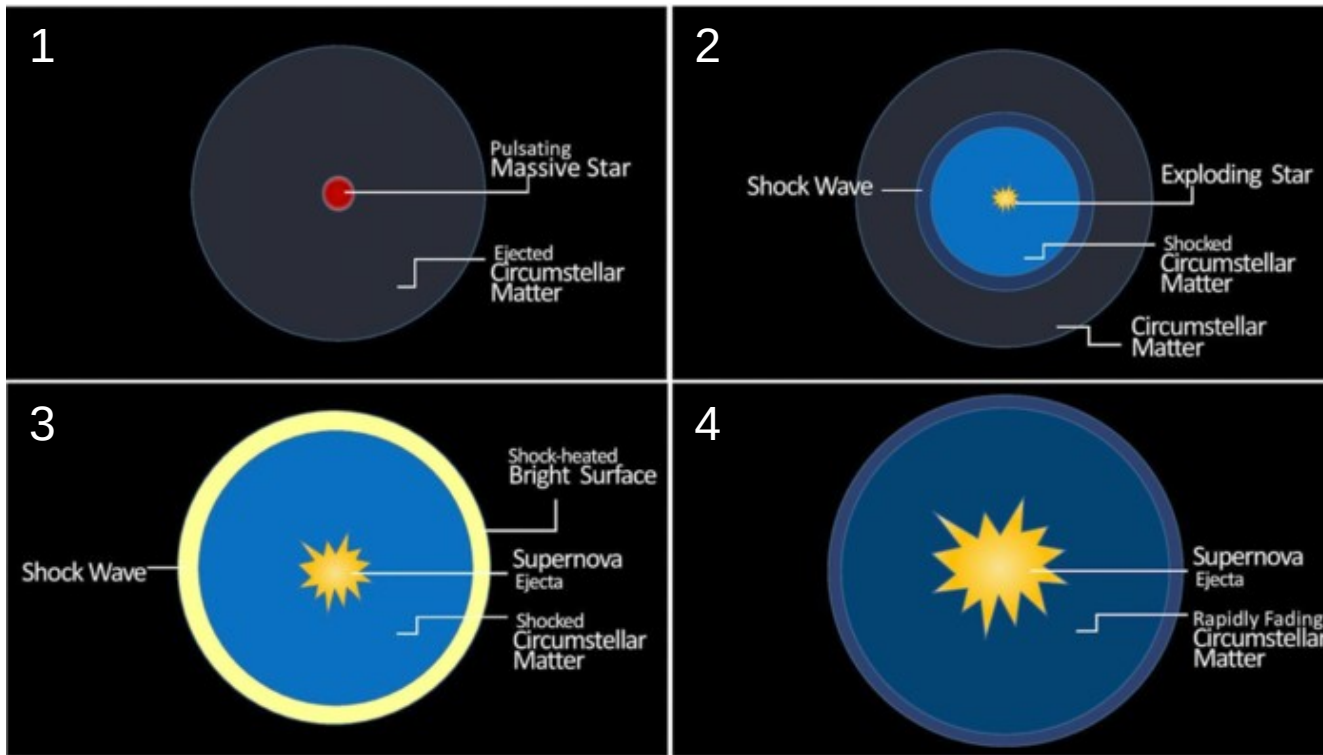 1
Pulsating
Massive Star
Ejected
Circumstellar
Matter
2
Shock Wave
Exploding Star
Shocked
Circumstellar
Matter
Circumstellar
Matter
3
Shock-heated
Bright Surface
Shock Wave
Supernova
Ejecta
Shocked
Circumstellar
Matter
4
Supernova
Ejecta
Rapidly Fading
Circumstellar
Matter